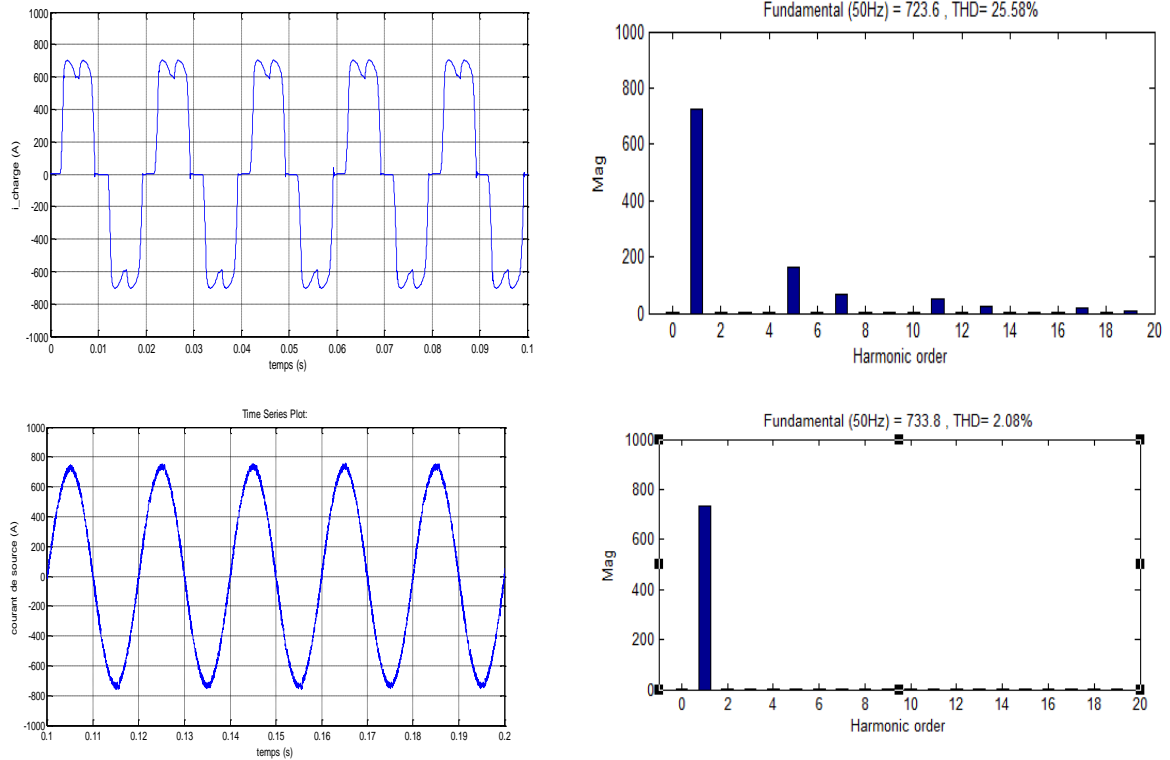 1000
800
600
400
200
0
-200
-400
-600
-800
-1000
i_charge (A)
0 0.01 0.02 0.03 0.04 0.05 0.06 0.07 0.08 0.09 0.1
temps (s)
Fundamental (50Hz) = 723.6 , THD= 25.58%
1000
800
600
400
200
0
Mag
0 2 4 6 8 10 12 14 16 18 20
Harmonic order
Time Series Plot:
1000
800
600
400
200
0
-200
-400
-600
-800
-1000
courant de source (A)
0.1 0.11 0.12 0.13 0.14 0.15 0.16 0.17 0.18 0.19 0.2
temps (s)
Fundamental (50Hz) = 733.8 , THD= 2.08%
1000
800
600
400
200
0
Mag
0 2 4 6 8 10 12 14 16 18 20
Harmonic order